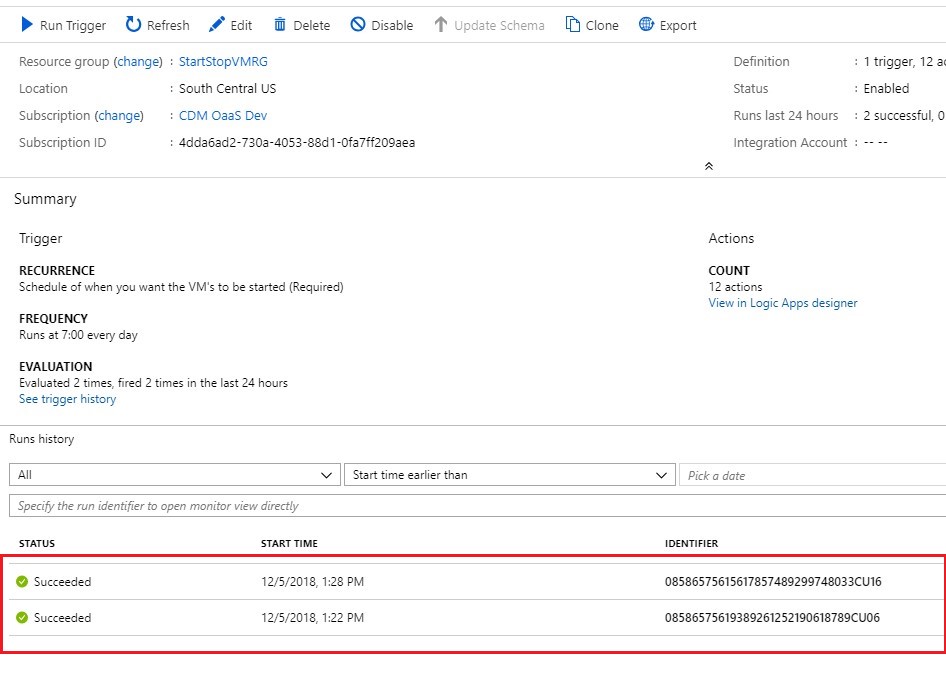 Run Trigger Refresh Edit Delete Disable Update Schema Clone Export
Resource group (change) : StartStopVMRG Definition : 1 trigger, 12 ac
Location : South Central US Status : Enabled
Subscription (change) : CDM OaaS Dev Runs last 24 hours : 2 successful, 0
Subscription ID : 4dda6ad2-730a-4053-88d1-0fa7ff209aea Integration Account : -- --
Summary
Trigger Actions
RECURRENCE COUNT
Schedule of when you want the VM's to be started (Required) 12 actions
View in Logic Apps designer
FREQUENCY
Runs at 7:00 every day
EVALUATION
Evaluated 2 times, fired 2 times in the last 24 hours
See trigger history
Runs history
All Start time earlier than Pick a date
Specify the run identifier to open monitor view directly
STATUS START TIME IDENTIFIER
Succeeded 12/5/2018, 1:28 PM 08586575615617857489299748033CU16
Succeeded 12/5/2018, 1:22 PM 08586575619389261252190618789CU06